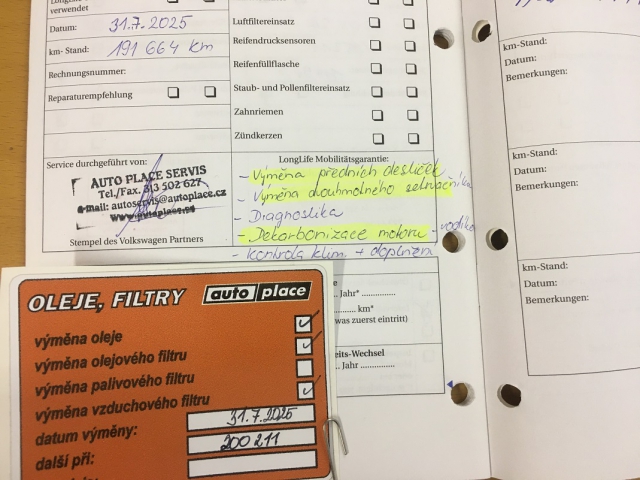 verwendet
Datum: 31.7.2025
km- Stand: 191 664 km
Rechnungsnummer:
Reparaturempfehlung
Luftfiltereinsatz
Reifendrucksensoren
Reifenfüllflasche
Staub- und Pollenfiltereinsatz
Zahnriemen
Zündkerzen
Service durchgeführt von:
AUTO PLACE SERVIS
Tel./Fax. 313 502 627
e-mail: autoservis@autoplace.cz
www.autoplace.cz
Stempel des Volkswagen Partners
LongLife Mobilitätsgarantie:
- Výměna předních destiček
- Výměna dvouhmotného setrvačníku
- Diagnostika
- Dekarbonizace motoru - vodíkem
- Kontrola klim + doplnění
Jahr*
km*
was zuerst eintritt)
eits-Wechsel
Jahr
km-Stand:
Datum:
Bemerkungen:
km-Stand:
Datum:
Bemerkungen:
km-Stand:
Datum:
Bemerkungen:
OLEJE, FILTRY auto place
výměna oleje
výměna olejového filtru
výměna palivového filtru
výměna vzduchového filtru
datum výměny: 31.7.2025
další při: 200 211